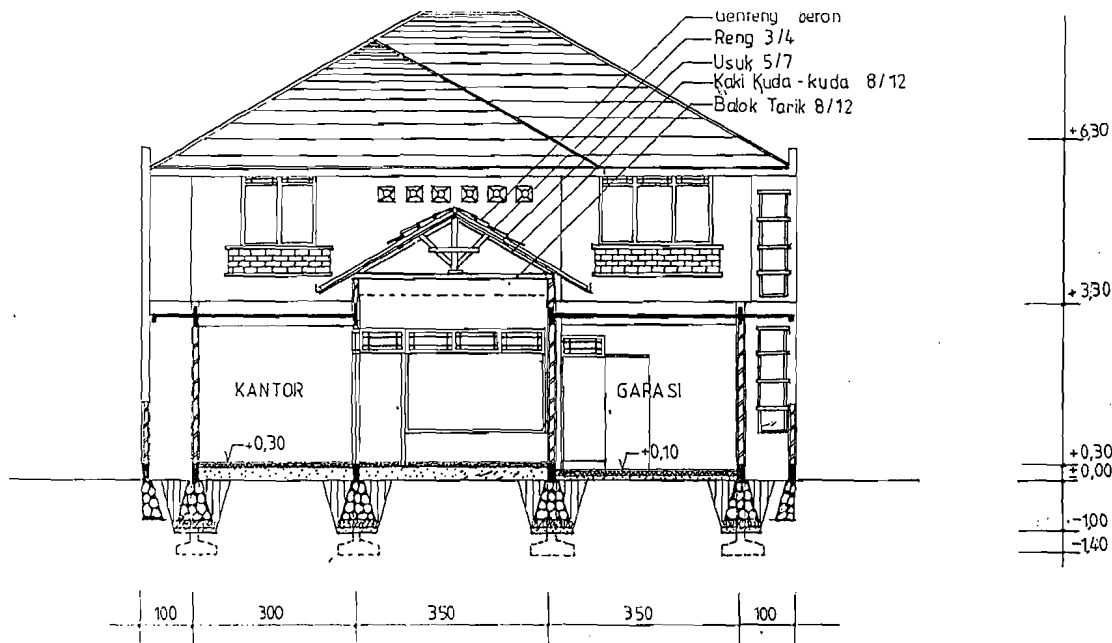 Genteng beton
Reng 3/4
Usuk 5/7
Kaki Kuda-kuda 8/12
Balok Tarik 8/12
+6,30
+3,30
KANTOR
GARASI
+0,30
+0,10
+0,30
±0,00
-1,00
-1,40
100
300
350
350
100